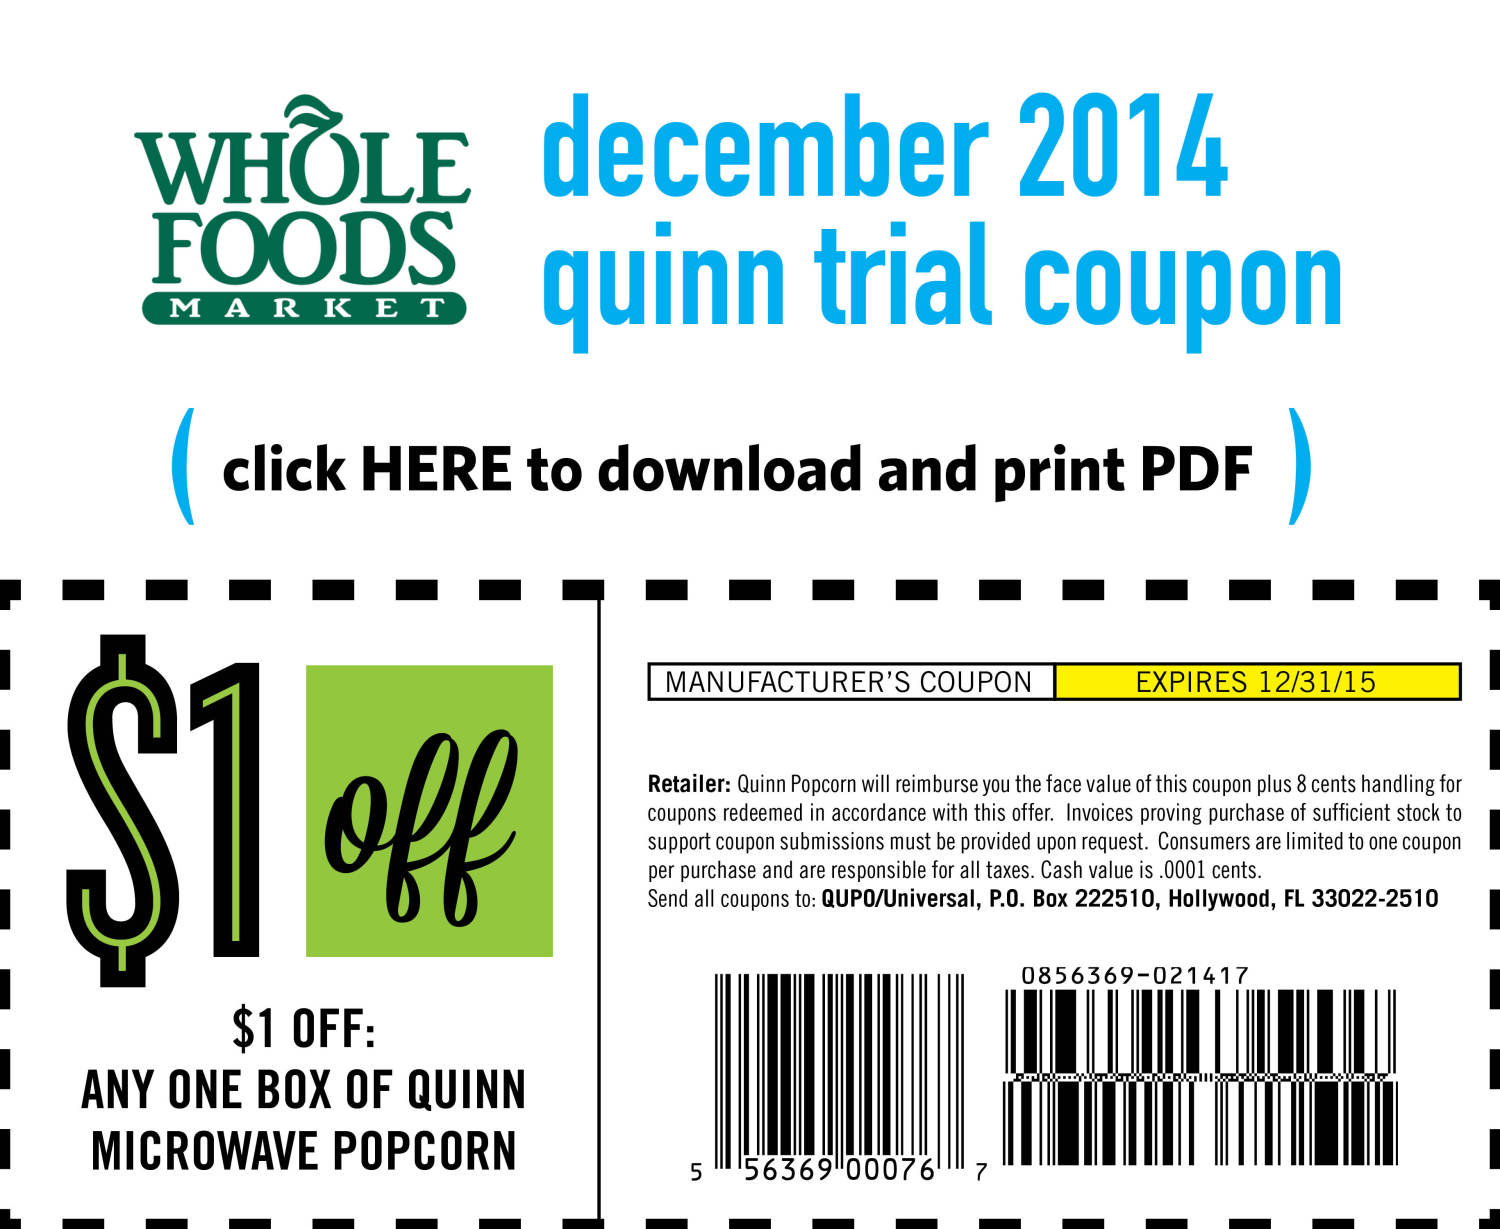 WHOLE
FOODS
MARKET
december 2014
quinn trial coupon
( click HERE to download and print PDF )
$1 off
$1 OFF:
ANY ONE BOX OF QUINN
MICROWAVE POPCORN
MANUFACTURER’S COUPON EXPIRES 12/31/15
Retailer: Quinn Popcorn will reimburse you the face value of this coupon plus 8 cents handling for
coupons redeemed in accordance with this offer. Invoices proving purchase of sufficient stock to
support coupon submissions must be provided upon request. Consumers are limited to one coupon
per purchase and are responsible for all taxes. Cash value is .0001 cents.
Send all coupons to: QUPO/Universal, P.O. Box 222510, Hollywood, FL 33022-2510
0856369-021417
5 56369 00076 7